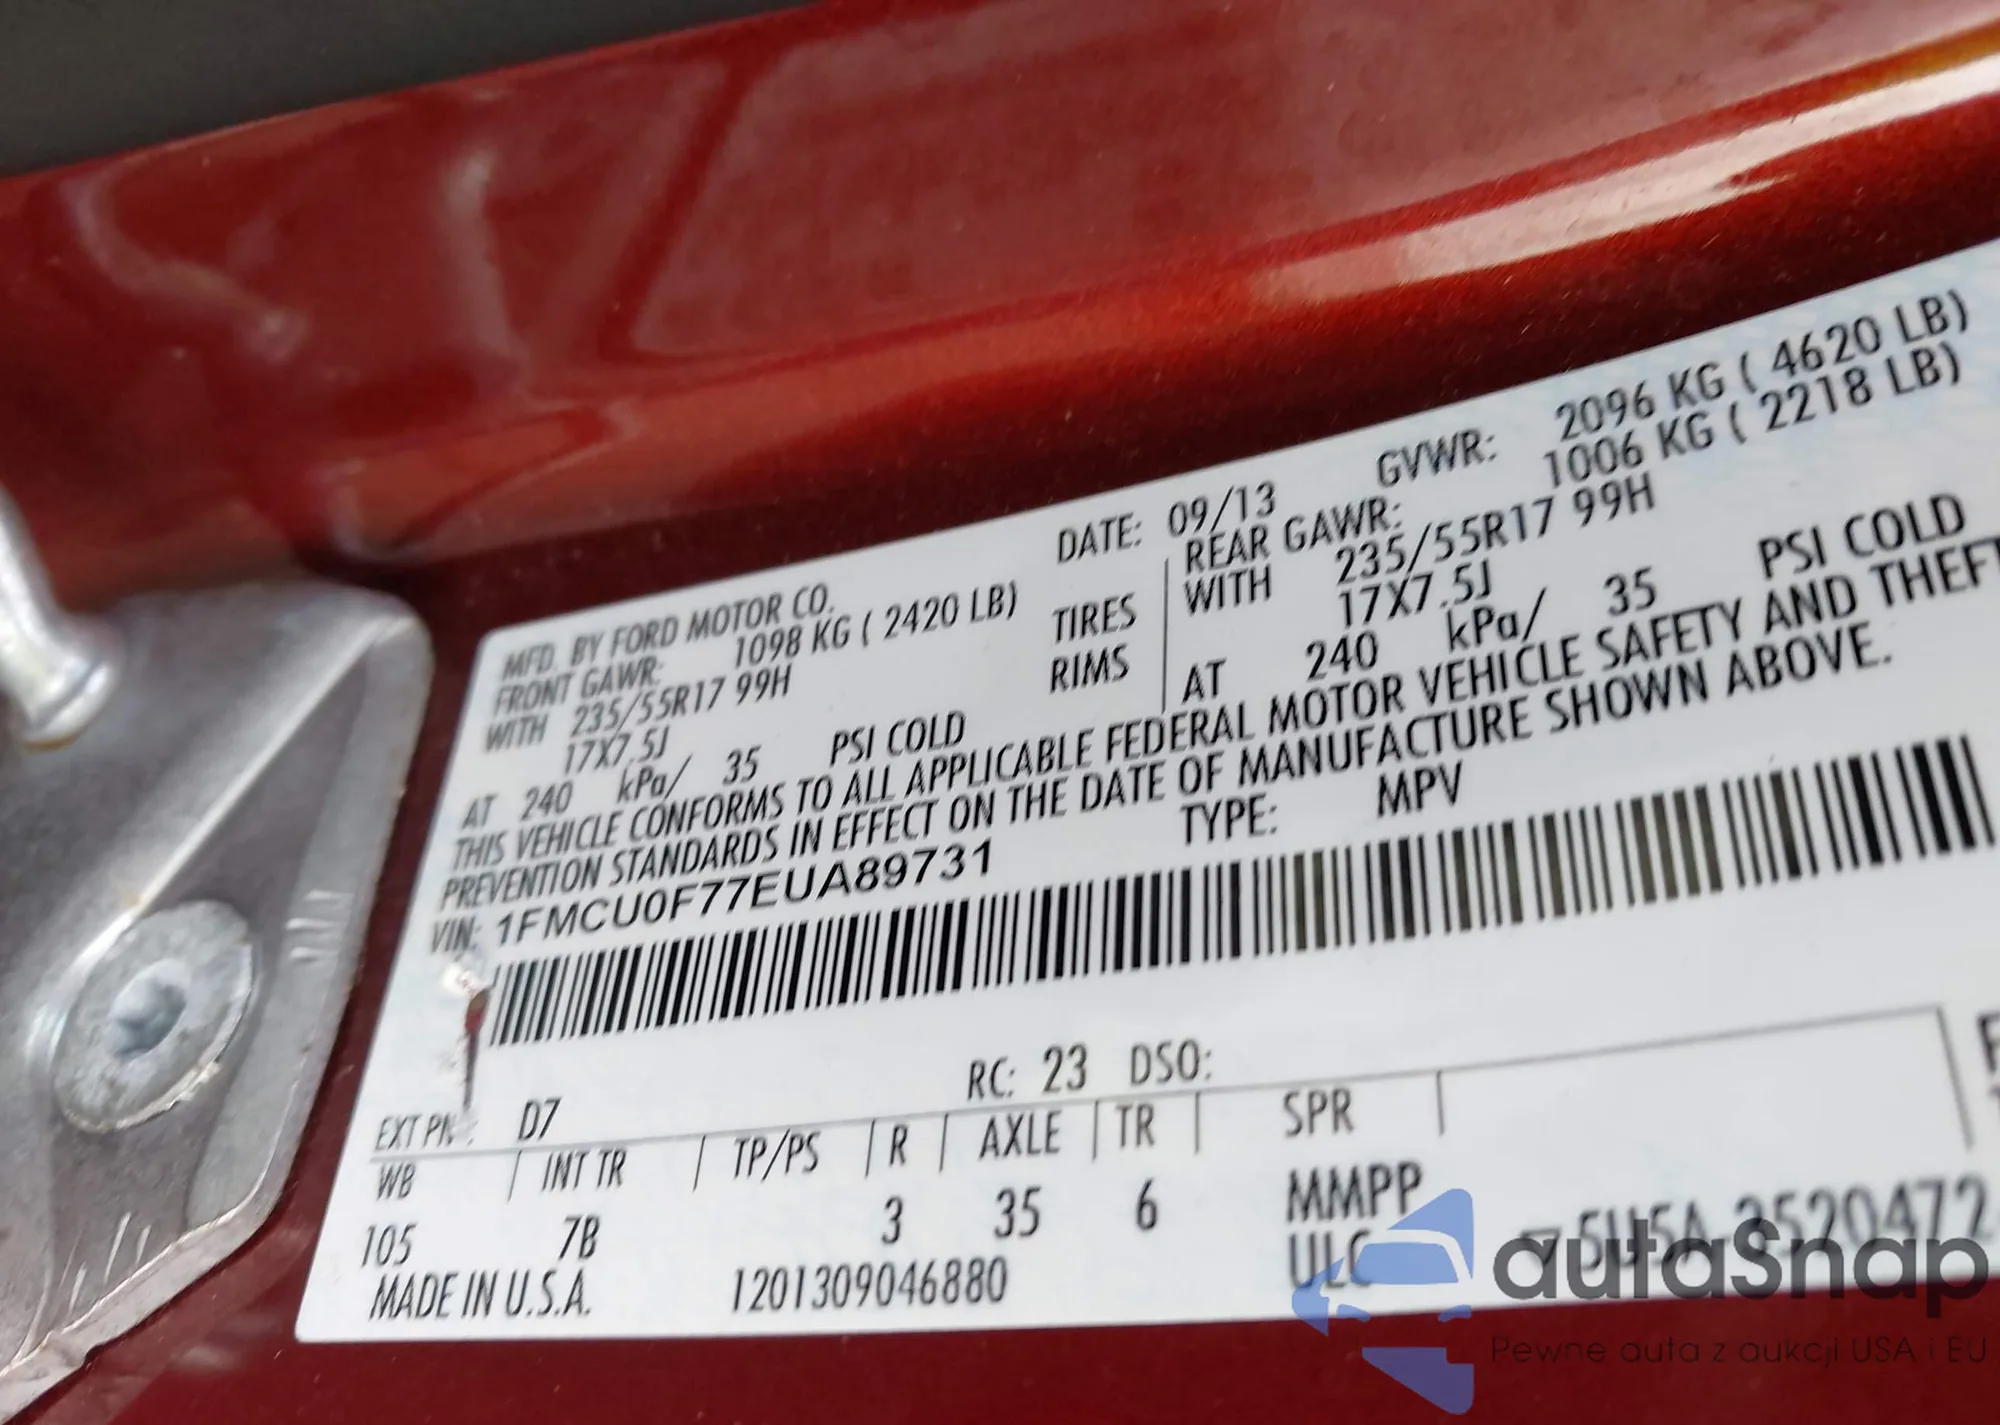 MFD. BY FORD MOTOR CO. DATE: 09/13 GVWR: 2096 KG ( 4620 LB)
FRONT GAWR: 1098 KG ( 2420 LB) REAR GAWR: 1006 KG ( 2218 LB)
WITH 235/55R17 99H TIRES WITH 235/55R17 99H
17X7.5J RIMS 17X7.5J
AT 240 kPa/ 35 PSI COLD AT 240 kPa/ 35 PSI COLD
THIS VEHICLE CONFORMS TO ALL APPLICABLE FEDERAL MOTOR VEHICLE SAFETY AND THEFT
PREVENTION STANDARDS IN EFFECT ON THE DATE OF MANUFACTURE SHOWN ABOVE.
VIN: 1FMCU0F77EUA89731 TYPE: MPV
EXT PN : D7 RC: 23 DSO:
WB | INT TR | TP/PS | R | AXLE | TR | SPR |
105 7B 3 35 6 MMPP
MADE IN U.S.A. 1201309046880 ULC
autaSnap
Pewne auta z aukcji USA i EU